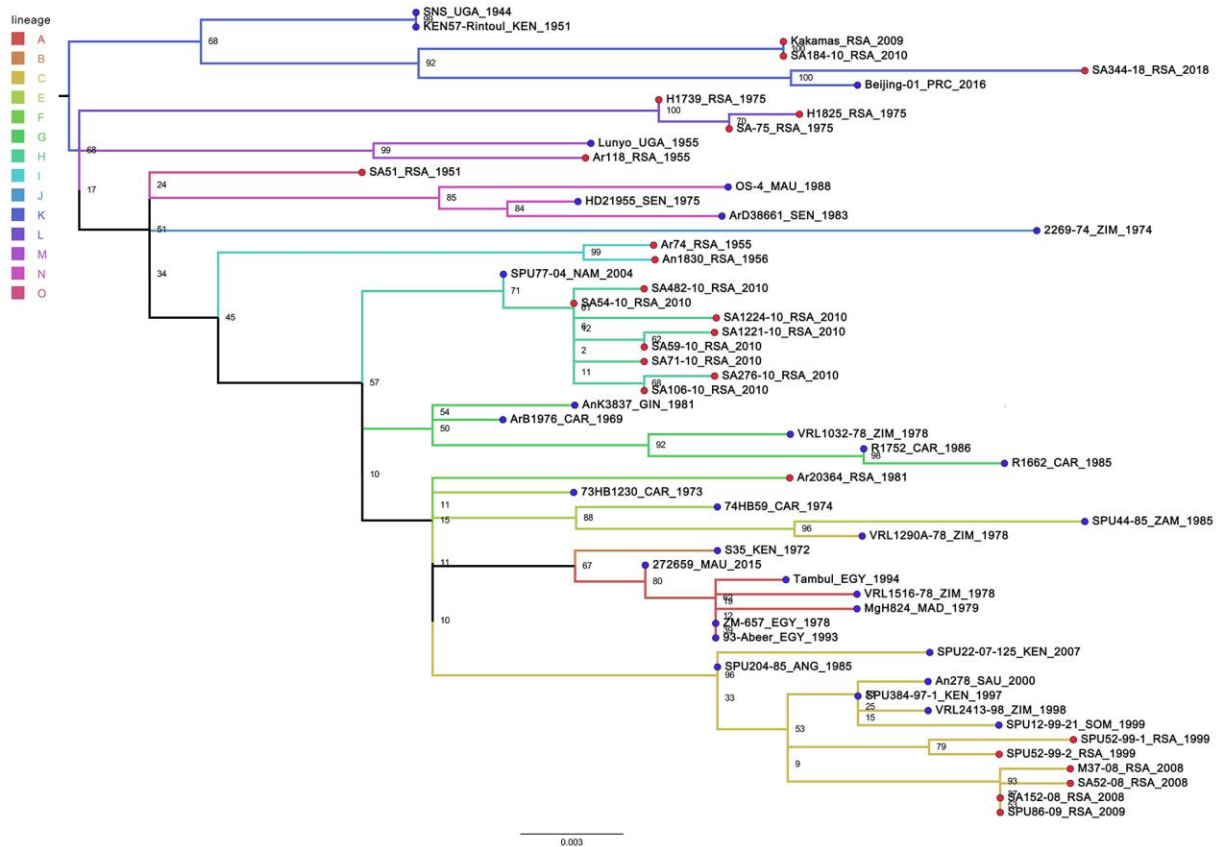 lineage
A
B
C
E
F
G
H
I
J
K
L
M
N
O
SNS_UGA_1944
KEN57-Rintoul_KEN_1951
68
Kakamas_RSA_2009
100
SA184-10_RSA_2010
92
SA344-18_RSA_2018
100
Beijing-01_PRC_2016
H1739_RSA_1975
100
H1825_RSA_1975
70
SA-75_RSA_1975
68
Lunyo_UGA_1955
99
Ar118_RSA_1955
SA51_RSA_1951
24
17
OS-4_MAU_1988
85
HD21955_SEN_1975
84
ArD38661_SEN_1983
51
2269-74_ZIM_1974
Ar74_RSA_1955
99
An1830_RSA_1956
34
SPU77-04_NAM_2004
71
SA482-10_RSA_2010
SA54-10_RSA_2010
45
SA1224-10_RSA_2010
SA1221-10_RSA_2010
62
SA59-10_RSA_2010
2
SA71-10_RSA_2010
11
SA276-10_RSA_2010
68
57
SA106-10_RSA_2010
AnK3837_GIN_1981
54
ArB1976_CAR_1969
50
VRL1032-78_ZIM_1978
92
R1752_CAR_1986
98
R1662_CAR_1985
10
Ar20364_RSA_1981
73HB1230_CAR_1973
11
74HB59_CAR_1974
88
15
SPU44-85_ZAM_1985
96
VRL1290A-78_ZIM_1978
S35_KEN_1972
11
67
272659_MAU_2015
80
Tambul_EGY_1994
VRL1516-78_ZIM_1978
MgH824_MAD_1979
10
ZM-657_EGY_1978
93-Abeer_EGY_1993
SPU22-07-125_KEN_2007
SPU204-85_ANG_1985
96
An278_SAU_2000
33
SPU384-97-1_KEN_1997
25
VRL2413-98_ZIM_1998
15
SPU12-99-21_SOM_1999
53
SPU52-99-1_RSA_1999
79
SPU52-99-2_RSA_1999
9
M37-08_RSA_2008
93
SA52-08_RSA_2008
SA152-08_RSA_2008
SPU86-09_RSA_2009
0.003